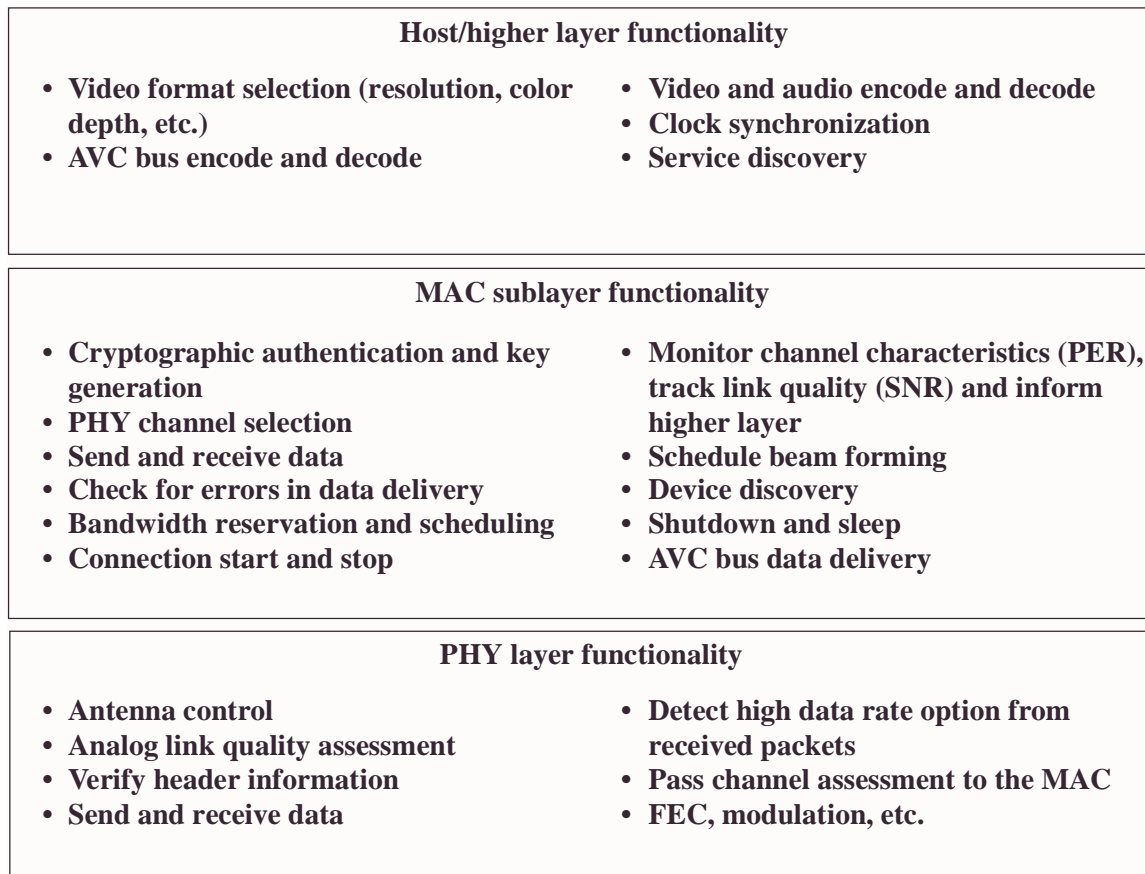 Host/higher layer functionality
• Video format selection (resolution, color
depth, etc.)
• AVC bus encode and decode
• Video and audio encode and decode
• Clock synchronization
• Service discovery
MAC sublayer functionality
• Cryptographic authentication and key
generation
• PHY channel selection
• Send and receive data
• Check for errors in data delivery
• Bandwidth reservation and scheduling
• Connection start and stop
• Monitor channel characteristics (PER),
track link quality (SNR) and inform
higher layer
• Schedule beam forming
• Device discovery
• Shutdown and sleep
• AVC bus data delivery
PHY layer functionality
• Antenna control
• Analog link quality assessment
• Verify header information
• Send and receive data
• Detect high data rate option from
received packets
• Pass channel assessment to the MAC
• FEC, modulation, etc.